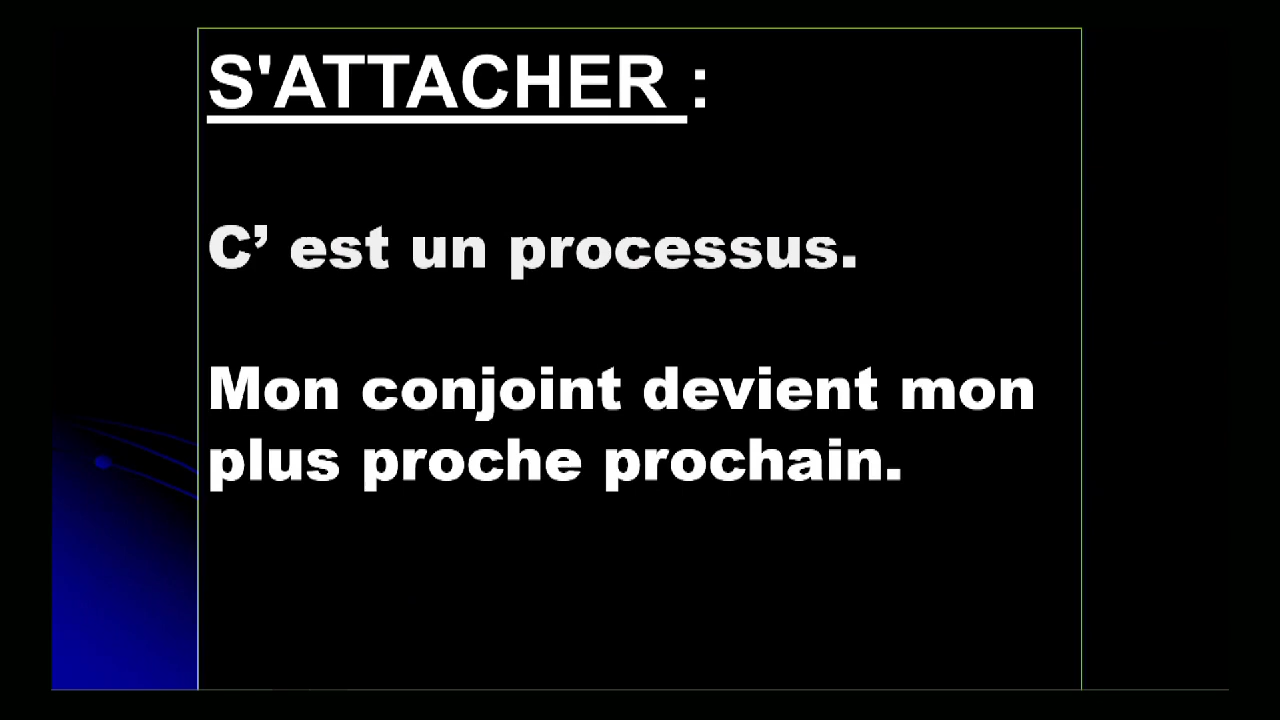 S'ATTACHER :
C’ est un processus.
Mon conjoint devient mon
plus proche prochain.